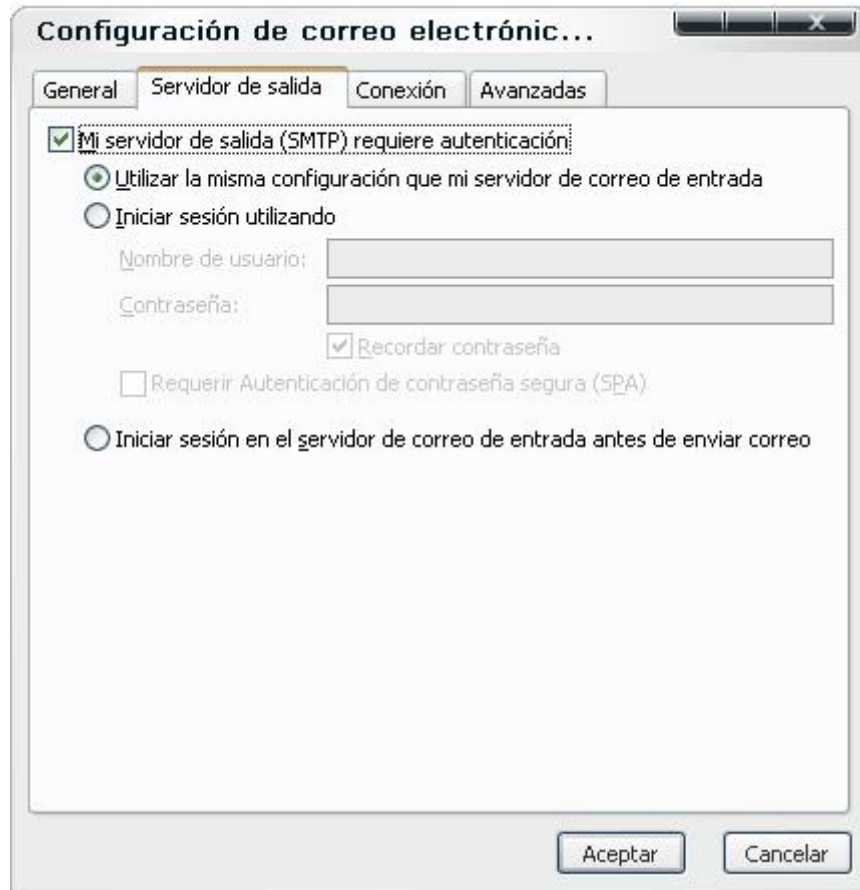 Configuración de correo electrónic...
General Servidor de salida Conexión Avanzadas
Mi servidor de salida (SMTP) requiere autenticación
Utilizar la misma configuración que mi servidor de correo de entrada
Iniciar sesión utilizando
Nombre de usuario:
Contraseña:
Recordar contraseña
Requerir Autenticación de contraseña segura (SPA)
Iniciar sesión en el servidor de correo de entrada antes de enviar correo
Aceptar Cancelar